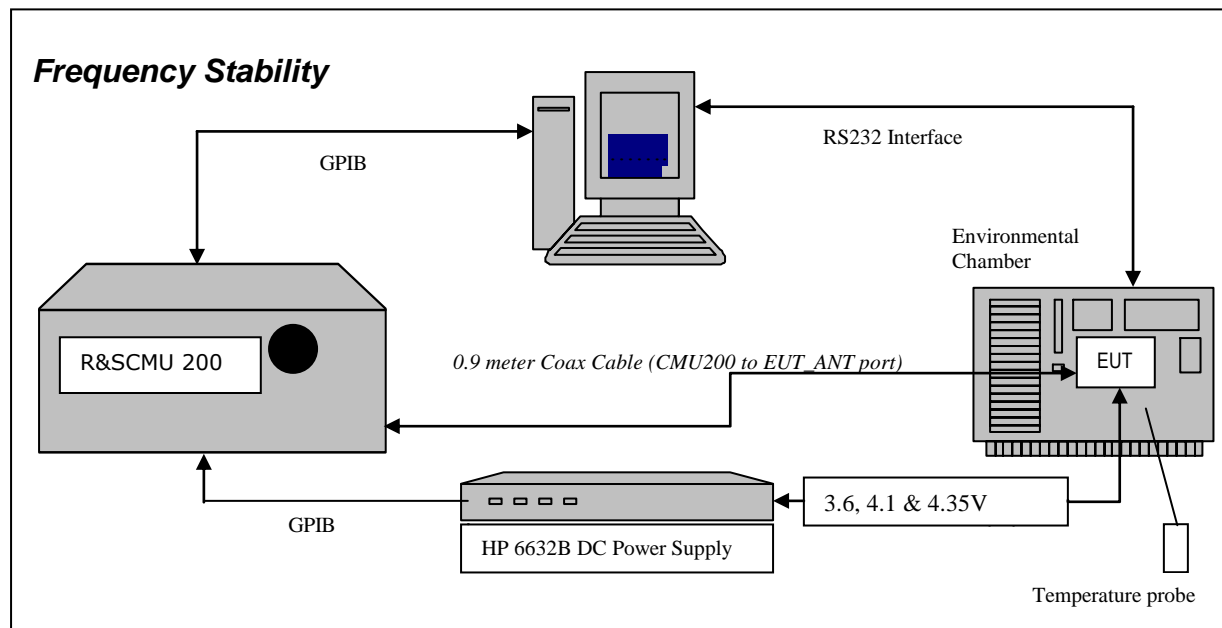 Frequency Stability
GPIB
RS232 Interface
Environmental
Chamber
R&SCMU 200
0.9 meter Coax Cable (CMU200 to EUT_ANT port)
EUT
3.6, 4.1 & 4.35V
GPIB
HP 6632B DC Power Supply
Temperature probe